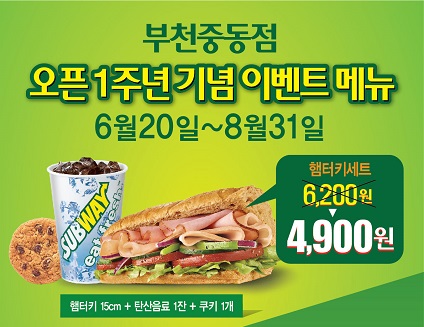 부천중동점
오픈 1주년 기념 이벤트 메뉴
6월20일~8월31일
햄터키세트
6,200원
4,900원
SUBWAY
eat fresh.
햄터키 15cm + 탄산음료 1잔 + 쿠키 1개